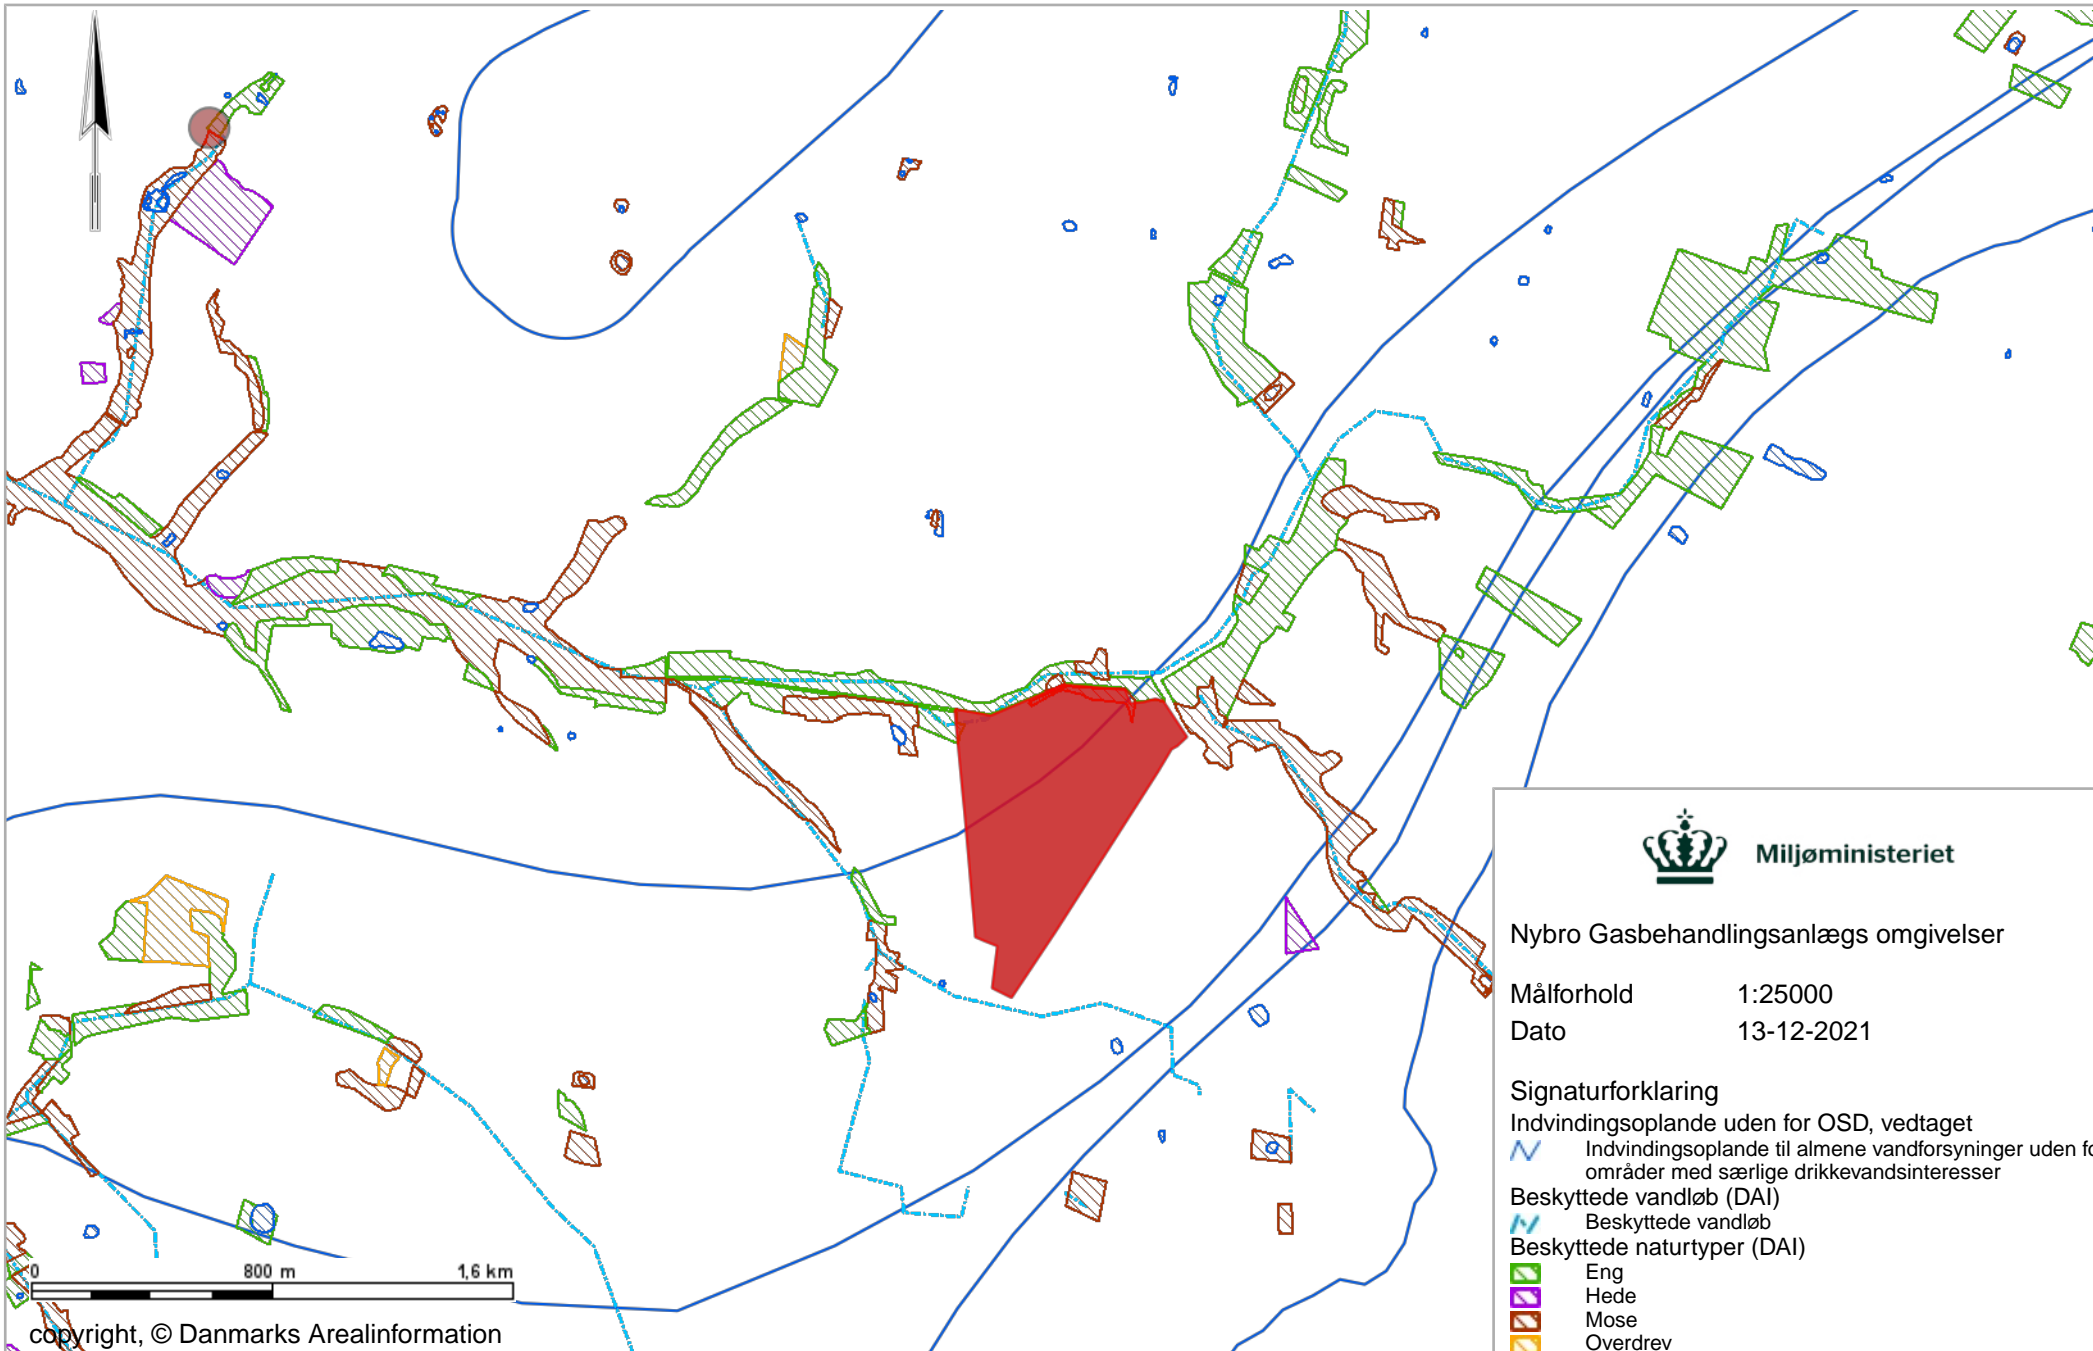 Miljøministeriet
Nybro Gasbehandlingsanlægs omgivelser
Målforhold 1:25000
Dato 13-12-2021
Signaturforklaring
Indvindingsoplande uden for OSD, vedtaget
Indvindingsoplande til almene vandforsyninger uden fo
områder med særlige drikkevandsinteresser
Beskyttede vandløb (DAI)
Beskyttede vandløb
Beskyttede naturtyper (DAI)
Eng
Hede
Mose
Overdrev
0 800 m 1,6 km
copyright, © Danmarks Arealinformation